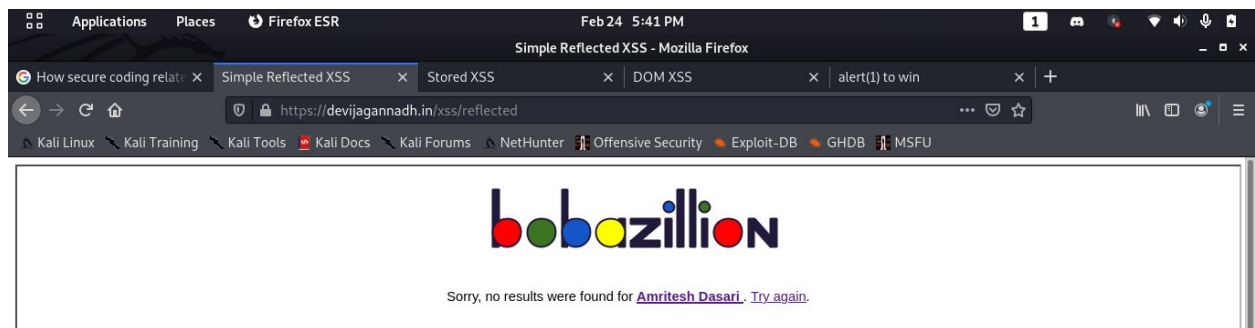 Applications Places Firefox ESR Feb 24 5:41 PM 1
Simple Reflected XSS - Mozilla Firefox
How secure coding relate Simple Reflected XSS Stored XSS DOM XSS alert(1) to win
https://devijagannadh.in/xss/reflected
Kali Linux Kali Training Kali Tools Kali Docs Kali Forums NetHunter Offensive Security Exploit-DB GHDB MSFU
bobazillion
Sorry, no results were found for Amritesh Dasari . Try again.